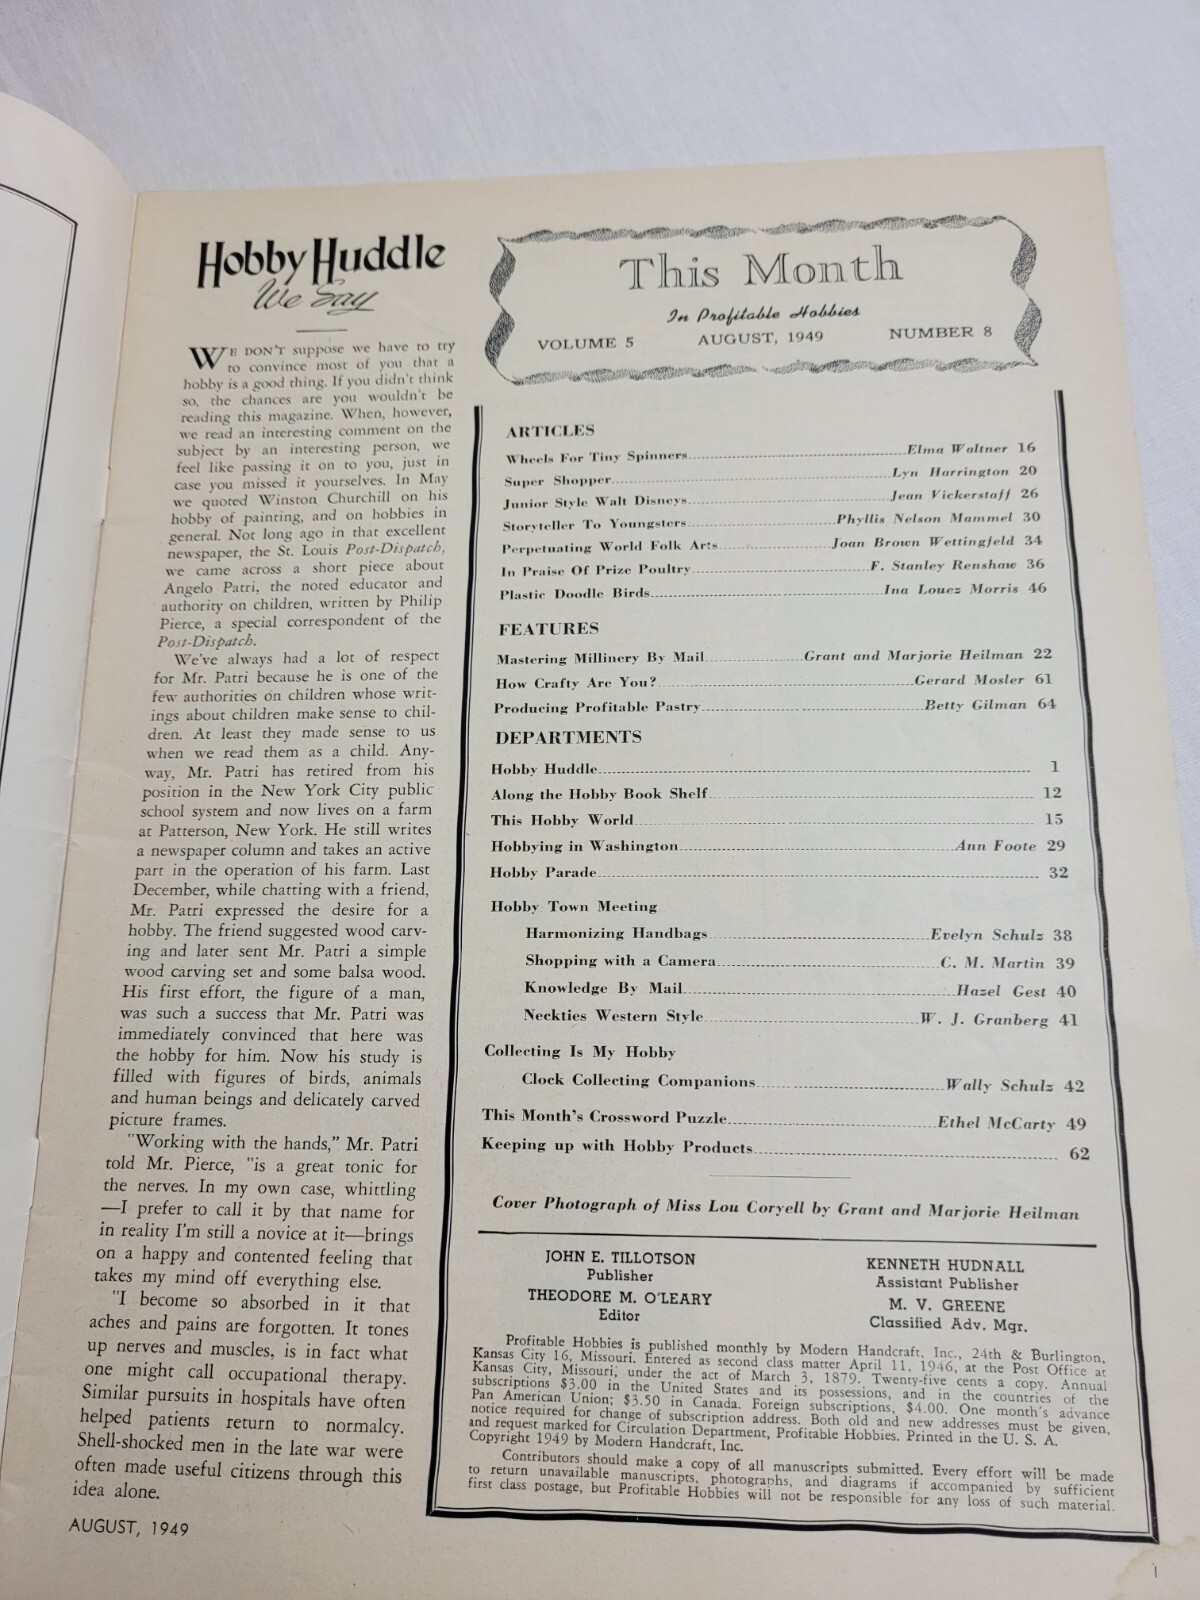 Hobby Huddle
We Say
WE DON'T suppose we have to try
to convince most of you that a
hobby is a good thing. If you didn't think
so, the chances are you wouldn't be
reading this magazine. When, however,
we read an interesting comment on the
subject by an interesting person, we
feel like passing it on to you, just in
case you missed it yourselves. In May
we quoted Winston Churchill on his
hobby of painting, and on hobbies in
general. Not long ago in that excellent
newspaper, the St. Louis Post-Dispatch,
we came across a short piece about
Angelo Patri, the noted educator and
authority on children, written by Philip
Pierce, a special correspondent of the
Post-Dispatch.
We've always had a lot of respect
for Mr. Patri because he is one of the
few authorities on children whose writ-
ings about children make sense to chil-
dren. At least they made sense to us
when we read them as a child. Any-
way, Mr. Patri has retired from his
position in the New York City public
school system and now lives on a farm
at Patterson, New York. He still writes
a newspaper column and takes an active
part in the operation of his farm. Last
December, while chatting with a friend,
Mr. Patri expressed the desire for a
hobby. The friend suggested wood carv-
ing and later sent Mr. Patri a simple
wood carving set and some balsa wood.
His first effort, the figure of a man,
was such a success that Mr. Patri was
immediately convinced that here was
the hobby for him. Now his study is
filled with figures of birds, animals
and human beings and delicately carved
picture frames.
"Working with the hands," Mr. Patri
told Mr. Pierce, "is a great tonic for
the nerves. In my own case, whittling
—I prefer to call it by that name for
in reality I'm still a novice at it—brings
on a happy and contented feeling that
takes my mind off everything else.
"I become so absorbed in it that
aches and pains are forgotten. It tones
up nerves and muscles, is in fact what
one might call occupational therapy.
Similar pursuits in hospitals have often
helped patients return to normalcy.
Shell-shocked men in the late war were
often made useful citizens through this
idea alone.
AUGUST, 1949
This Month
In Profitable Hobbies
VOLUME 5 AUGUST, 1949 NUMBER 8
ARTICLES
Wheels For Tiny Spinners Elma Waltner 16
Super Shopper Lyn Harrington 20
Junior Style Walt Disneys Jean Vickerstaff 26
Storyteller To Youngsters Phyllis Nelson Mammel 30
Perpetuating World Folk Arts Joan Brown Wettingfeld 34
In Praise Of Prize Poultry F. Stanley Renshaw 36
Plastic Doodle Birds Ina Louez Morris 46
FEATURES
Mastering Millinery By Mail Grant and Marjorie Heilman 22
How Crafty Are You? Gerard Mosler 61
Producing Profitable Pastry Betty Gilman 64
DEPARTMENTS
Hobby Huddle 1
Along the Hobby Book Shelf 12
This Hobby World 15
Hobbying in Washington Ann Foote 29
Hobby Parade 32
Hobby Town Meeting
Harmonizing Handbags Evelyn Schulz 38
Shopping with a Camera C. M. Martin 39
Knowledge By Mail Hazel Gest 40
Neckties Western Style W. J. Granberg 41
Collecting Is My Hobby
Clock Collecting Companions Wally Schulz 42
This Month's Crossword Puzzle Ethel McCarty 49
Keeping up with Hobby Products 62
Cover Photograph of Miss Lou Coryell by Grant and Marjorie Heilman
JOHN E. TILLOTSON
Publisher
THEODORE M. O'LEARY
Editor
KENNETH HUDNALL
Assistant Publisher
M. V. GREENE
Classified Adv. Mgr.
Profitable Hobbies is published monthly by Modern Handcraft, Inc., 24th & Burlington,
Kansas City 16, Missouri. Entered as second class matter April 11, 1946, at the Post Office at
Kansas City, Missouri, under the act of March 3, 1879. Twenty-five cents a copy. Annual
subscriptions $3.00 in the United States and its possessions, and in the countries of the
Pan American Union; $3.50 in Canada. Foreign subscriptions, $4.00. One month's advance
notice required for change of subscription address. Both old and new addresses must be given,
and request marked for Circulation Department, Profitable Hobbies. Printed in the U. S. A.
Copyright 1949 by Modern Handcraft, Inc.
Contributors should make a copy of all manuscripts submitted. Every effort will be made
to return unavailable manuscripts, photographs, and diagrams if accompanied by sufficient
first class postage, but Profitable Hobbies will not be responsible for any loss of such material.
1